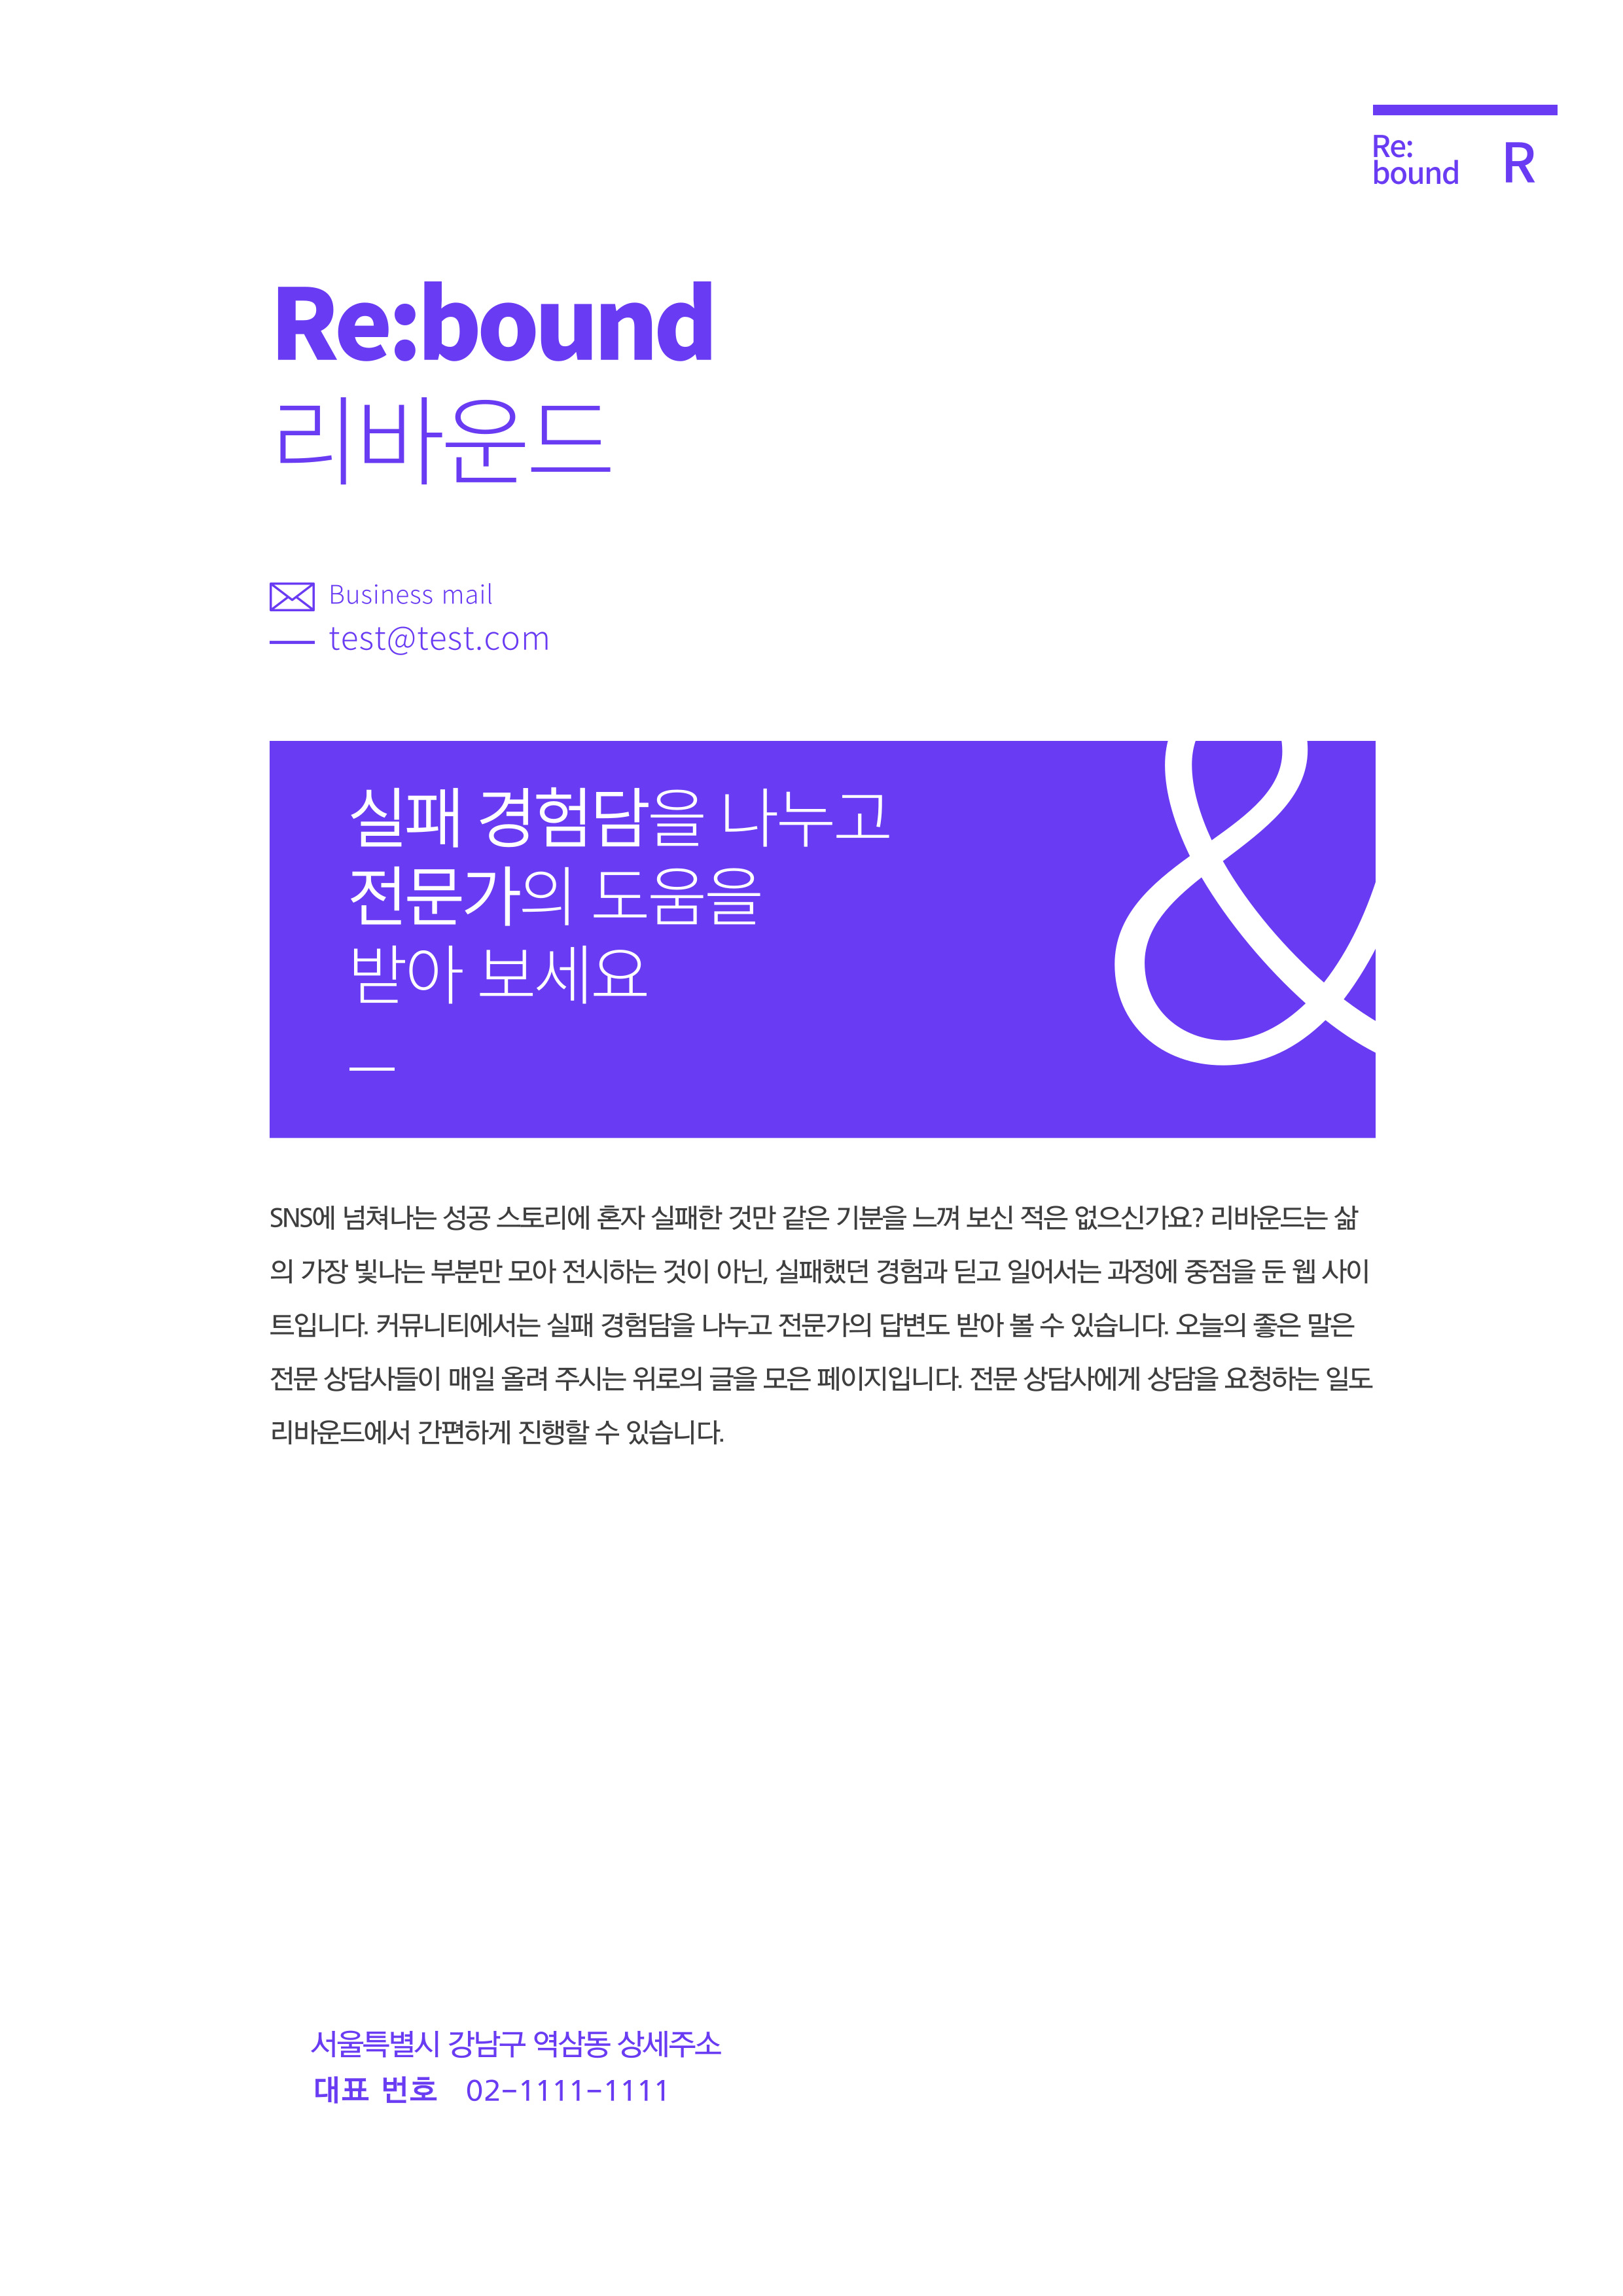 Re:
bound
R
Re:bound
리바운드
Business mail
test@test.com
실패 경험담을 나누고
전문가의 도움을
받아 보세요
&
SNS에 넘쳐나는 성공 스토리에 혼자 실패한 것만 같은 기분을 느껴 보신 적은 없으신가요? 리바운드는 삶
의 가장 빛나는 부분만 모아 전시하는 것이 아닌, 실패했던 경험과 딛고 일어서는 과정에 중점을 둔 웹 사이
트입니다. 커뮤니티에서는 실패 경험담을 나누고 전문가의 답변도 받아 볼 수 있습니다. 오늘의 좋은 말은
전문 상담사들이 매일 올려 주시는 위로의 글을 모은 페이지입니다. 전문 상담사에게 상담을 요청하는 일도
리바운드에서 간편하게 진행할 수 있습니다.
서울특별시 강남구 역삼동 상세주소
대표 번호 02-1111-1111